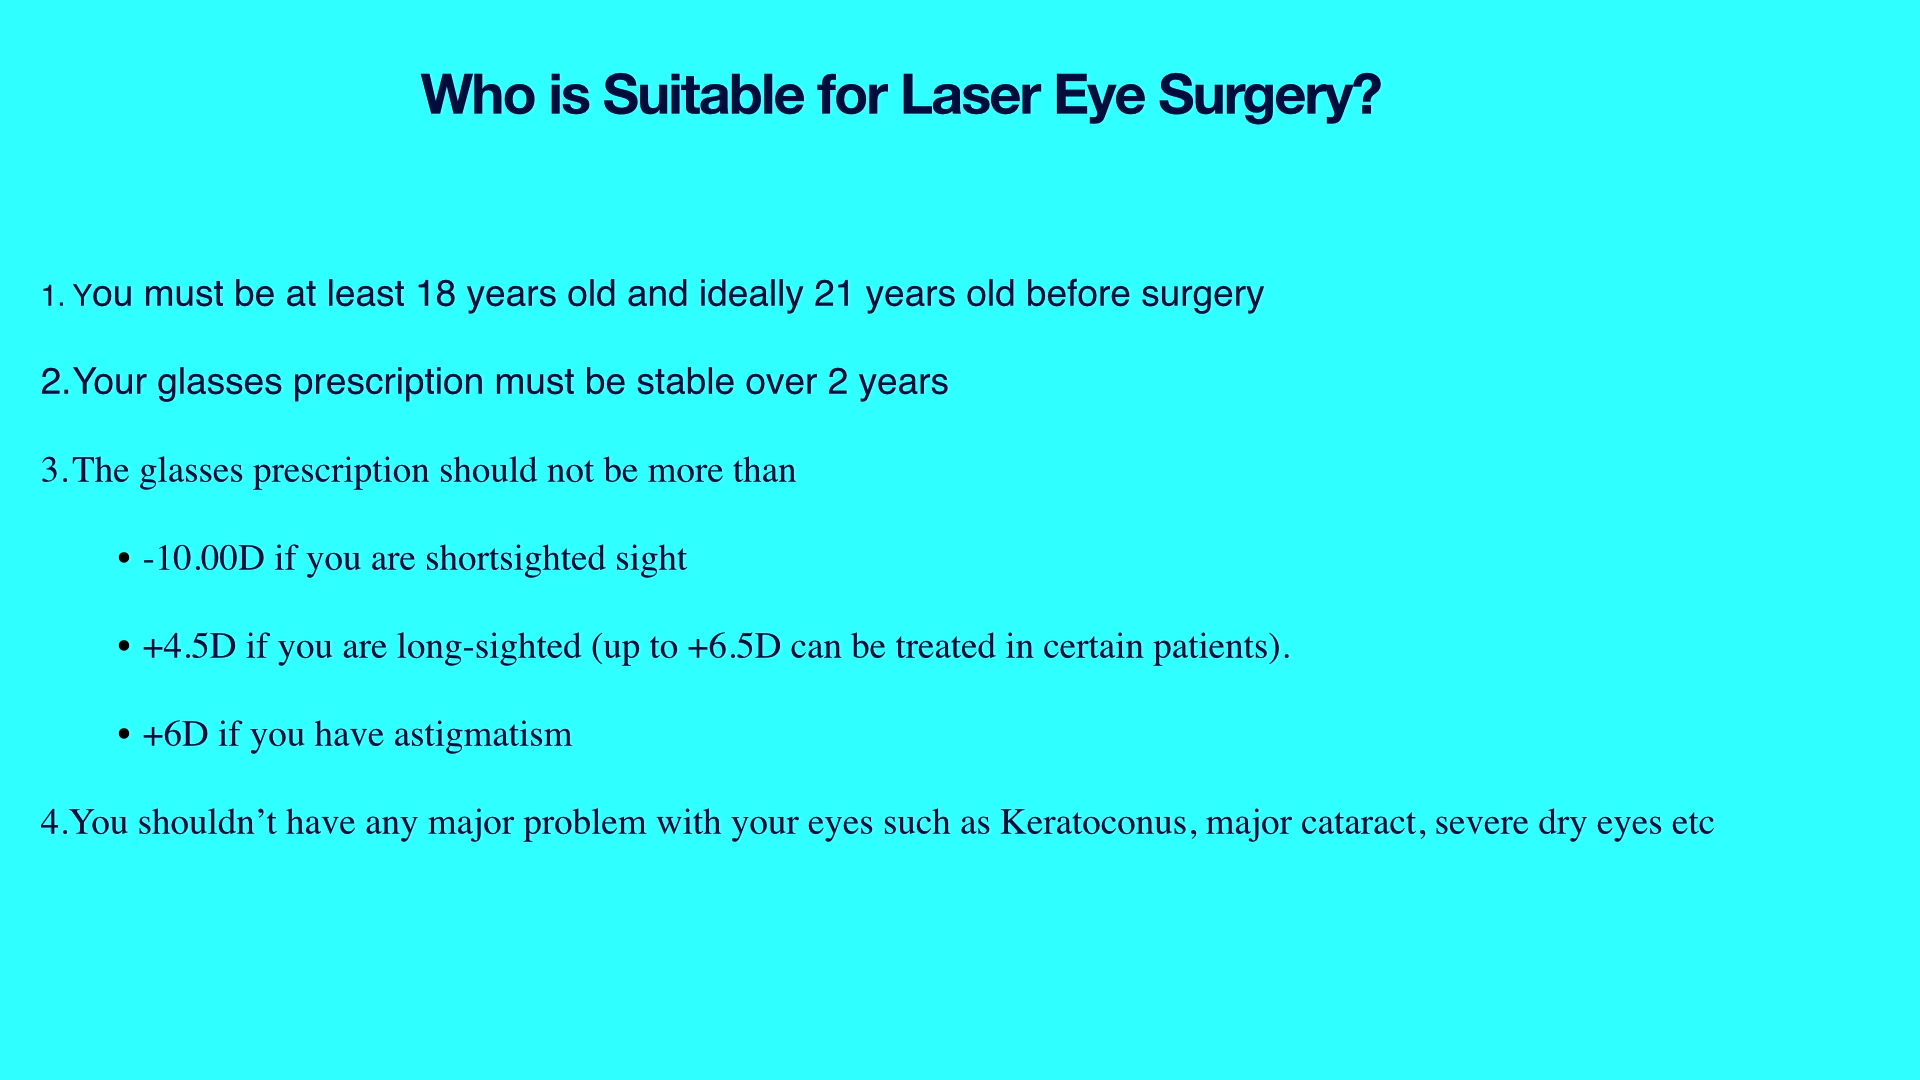 Who is Suitable for Laser Eye Surgery?
1. You must be at least 18 years old and ideally 21 years old before surgery
2.Your glasses prescription must be stable over 2 years
3.The glasses prescription should not be more than
• -10.00D if you are shortsighted sight
• +4.5D if you are long-sighted (up to +6.5D can be treated in certain patients).
• +6D if you have astigmatism
4.You shouldn’t have any major problem with your eyes such as Keratoconus, major cataract, severe dry eyes etc